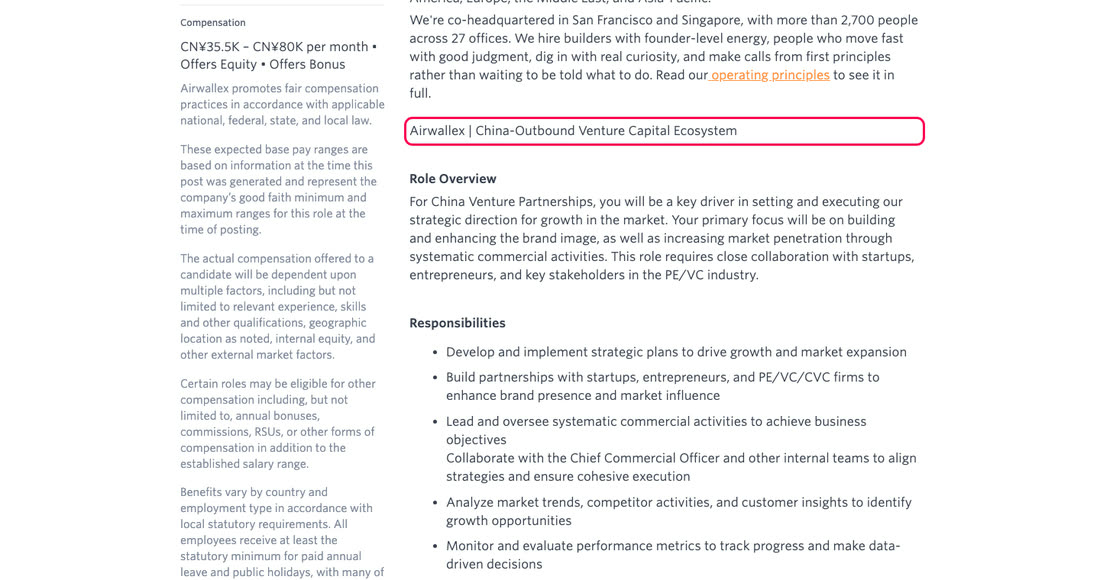 Compensation
CN¥35.5K – CN¥80K per month •
Offers Equity • Offers Bonus
Airwallex promotes fair compensation
practices in accordance with applicable
national, federal, state, and local law.
These expected base pay ranges are
based on information at the time this
post was generated and represent the
company's good faith minimum and
maximum ranges for this role at the
time of posting.
The actual compensation offered to a
candidate will be dependent upon
multiple factors, including but not
limited to relevant experience, skills
and other qualifications, geographic
location as noted, internal equity, and
other external market factors.
Certain roles may be eligible for other
compensation including, but not
limited to, annual bonuses,
commissions, RSUs, or other forms of
compensation in addition to the
established salary range.
Benefits vary by country and
employment type in accordance with
local statutory requirements. All
employees receive at least the
statutory minimum for paid annual
leave and public holidays, with many of
America, Europe, the Middle East, and Asia-Pacific.
We're co-headquartered in San Francisco and Singapore, with more than 2,700 people
across 27 offices. We hire builders with founder-level energy, people who move fast
with good judgment, dig in with real curiosity, and make calls from first principles
rather than waiting to be told what to do. Read our operating principles to see it in
full.
Airwallex | China-Outbound Venture Capital Ecosystem
Role Overview
For China Venture Partnerships, you will be a key driver in setting and executing our
strategic direction for growth in the market. Your primary focus will be on building
and enhancing the brand image, as well as increasing market penetration through
systematic commercial activities. This role requires close collaboration with startups,
entrepreneurs, and key stakeholders in the PE/VC industry.
Responsibilities
• Develop and implement strategic plans to drive growth and market expansion
• Build partnerships with startups, entrepreneurs, and PE/VC/CVC firms to
enhance brand presence and market influence
• Lead and oversee systematic commercial activities to achieve business
objectives
Collaborate with the Chief Commercial Officer and other internal teams to align
strategies and ensure cohesive execution
• Analyze market trends, competitor activities, and customer insights to identify
growth opportunities
• Monitor and evaluate performance metrics to track progress and make data-
driven decisions